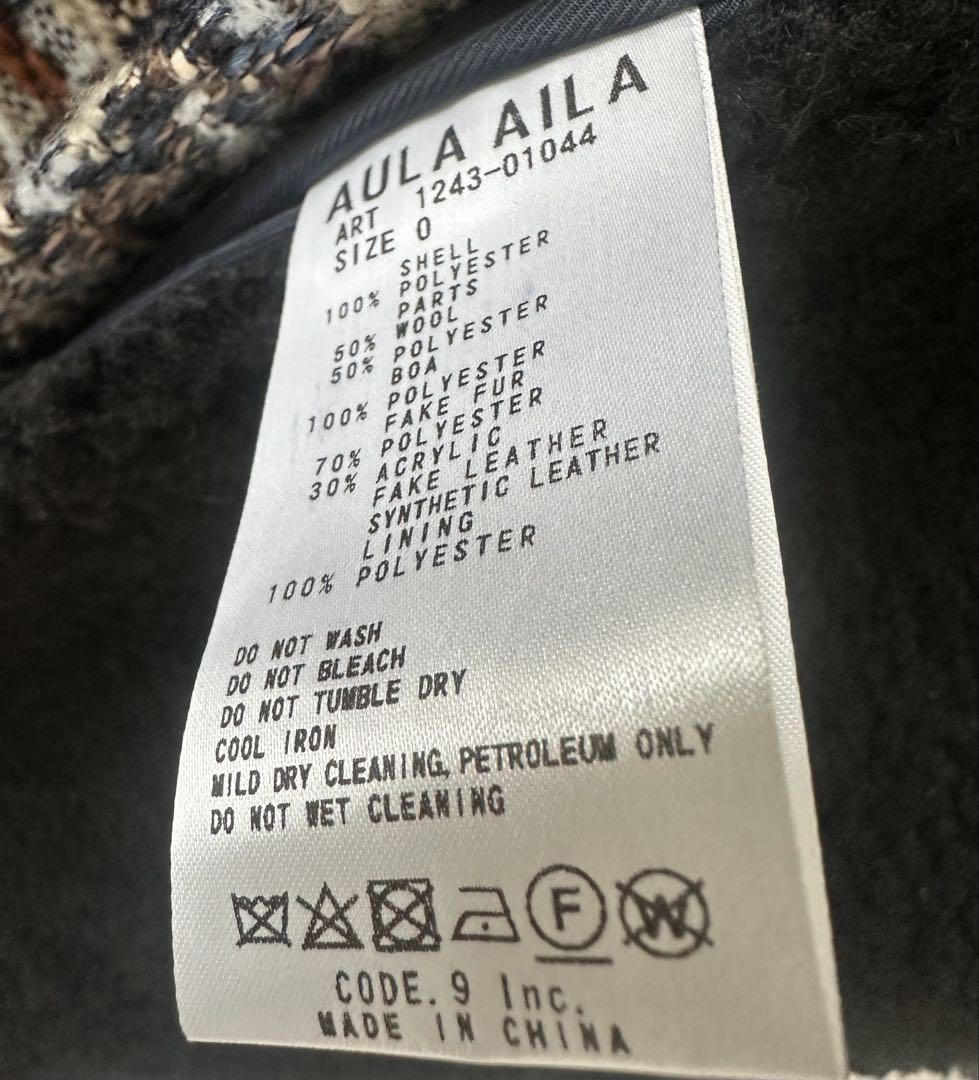 AULA AILA
ART 1243-01044
SIZE 0
SHELL
100% POLYESTER
PARTS
50% WOOL
50% POLYESTER
BOA
100% POLYESTER
FAKE FUR
70% POLYESTER
30% ACRYLIC
FAKE LEATHER
SYNTHETIC LEATHER
LINING
100% POLYESTER
DO NOT WASH
DO NOT BLEACH
DO NOT TUMBLE DRY
COOL IRON
MILD DRY CLEANING, PETROLEUM ONLY
DO NOT WET CLEANING
F W
CODE. 9 Inc.
MADE IN CHINA